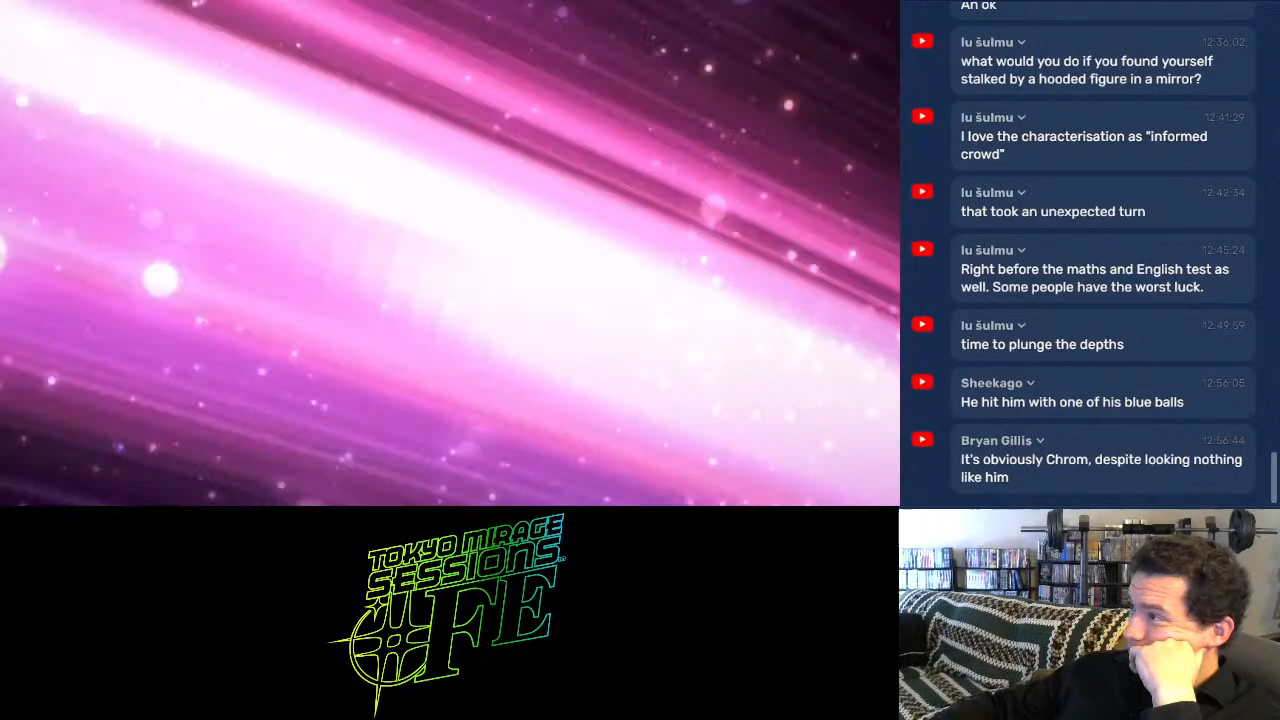 Ah ok
lu šulmu
12:36:02
what would you do if you found yourself
stalked by a hooded figure in a mirror?
lu šulmu
12:41:29
I love the characterisation as "informed
crowd"
lu šulmu
12:42:34
that took an unexpected turn
lu šulmu
12:45:24
Right before the maths and English test as
well. Some people have the worst luck.
lu šulmu
12:49:59
time to plunge the depths
Sheekago
12:56:05
He hit him with one of his blue balls
Bryan Gillis
12:56:44
It's obviously Chrom, despite looking nothing
like him
TOKYO MIRAGE
SESSIONS
#FE